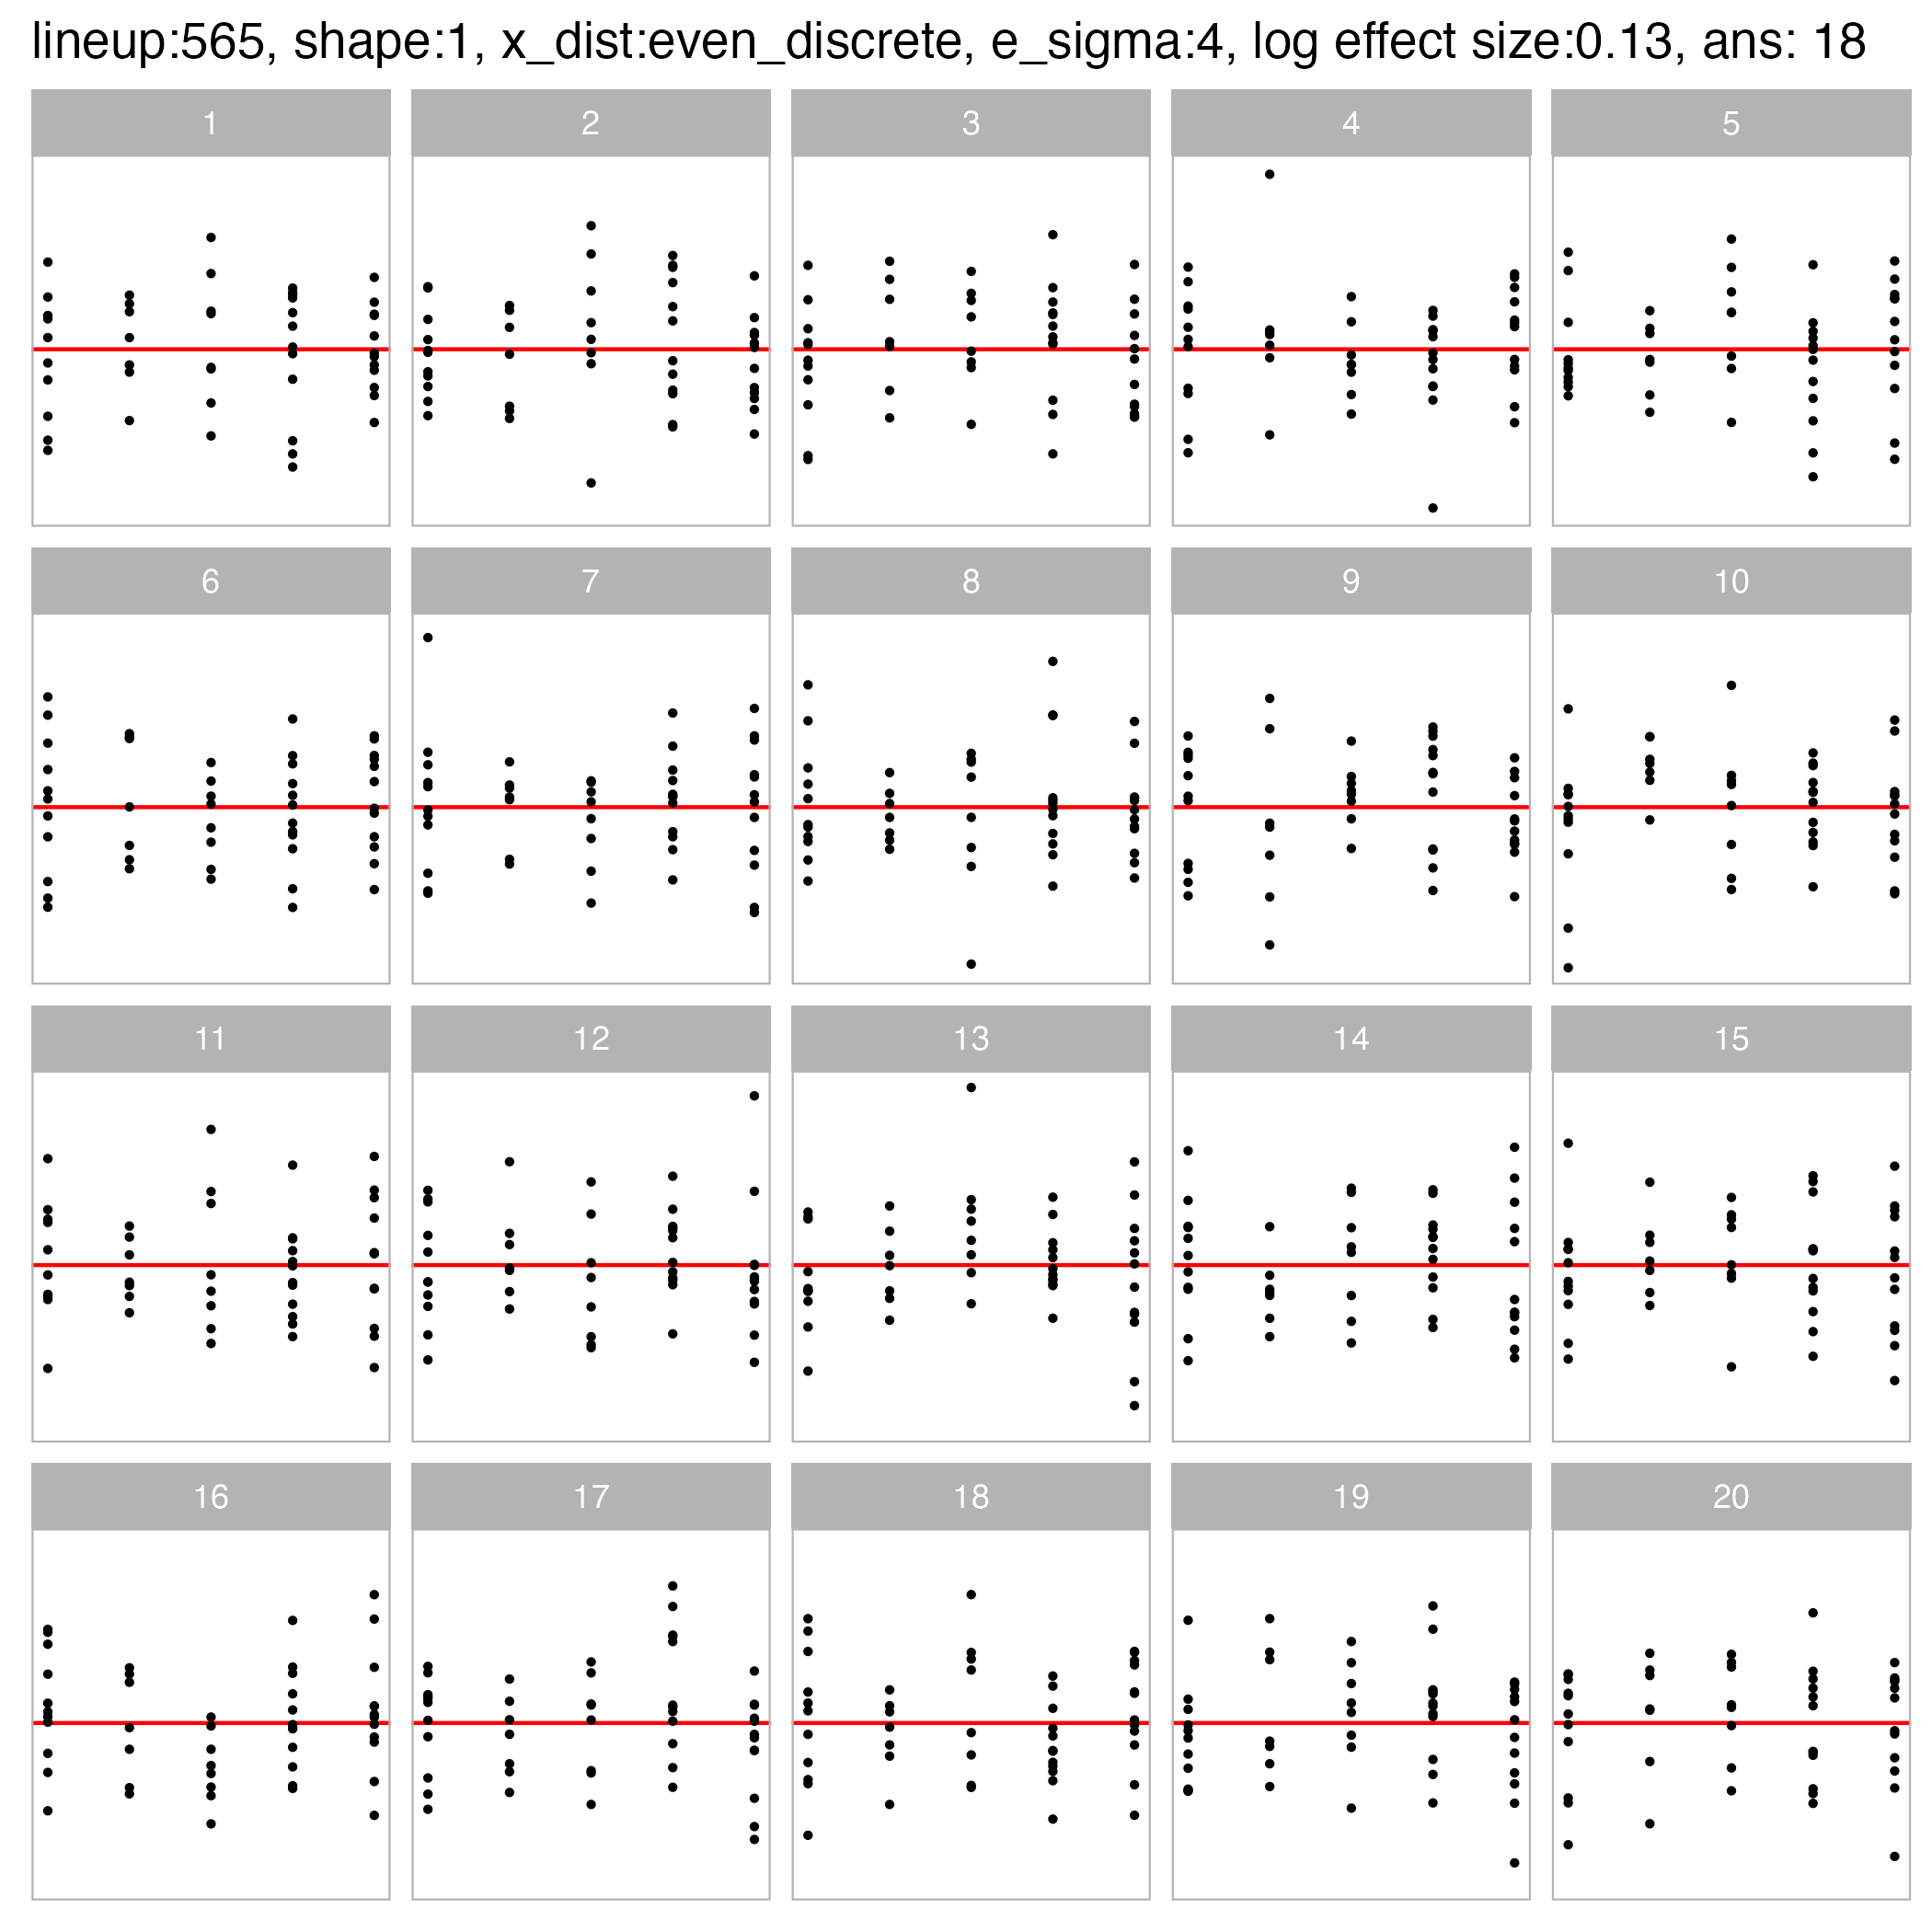 lineup:565, shape:1, x_dist:even_discrete, e_sigma:4, log effect size:0.13, ans: 18
1 2 3 4 5
6 7 8 9 10
11 12 13 14 15
16 17 18 19 20